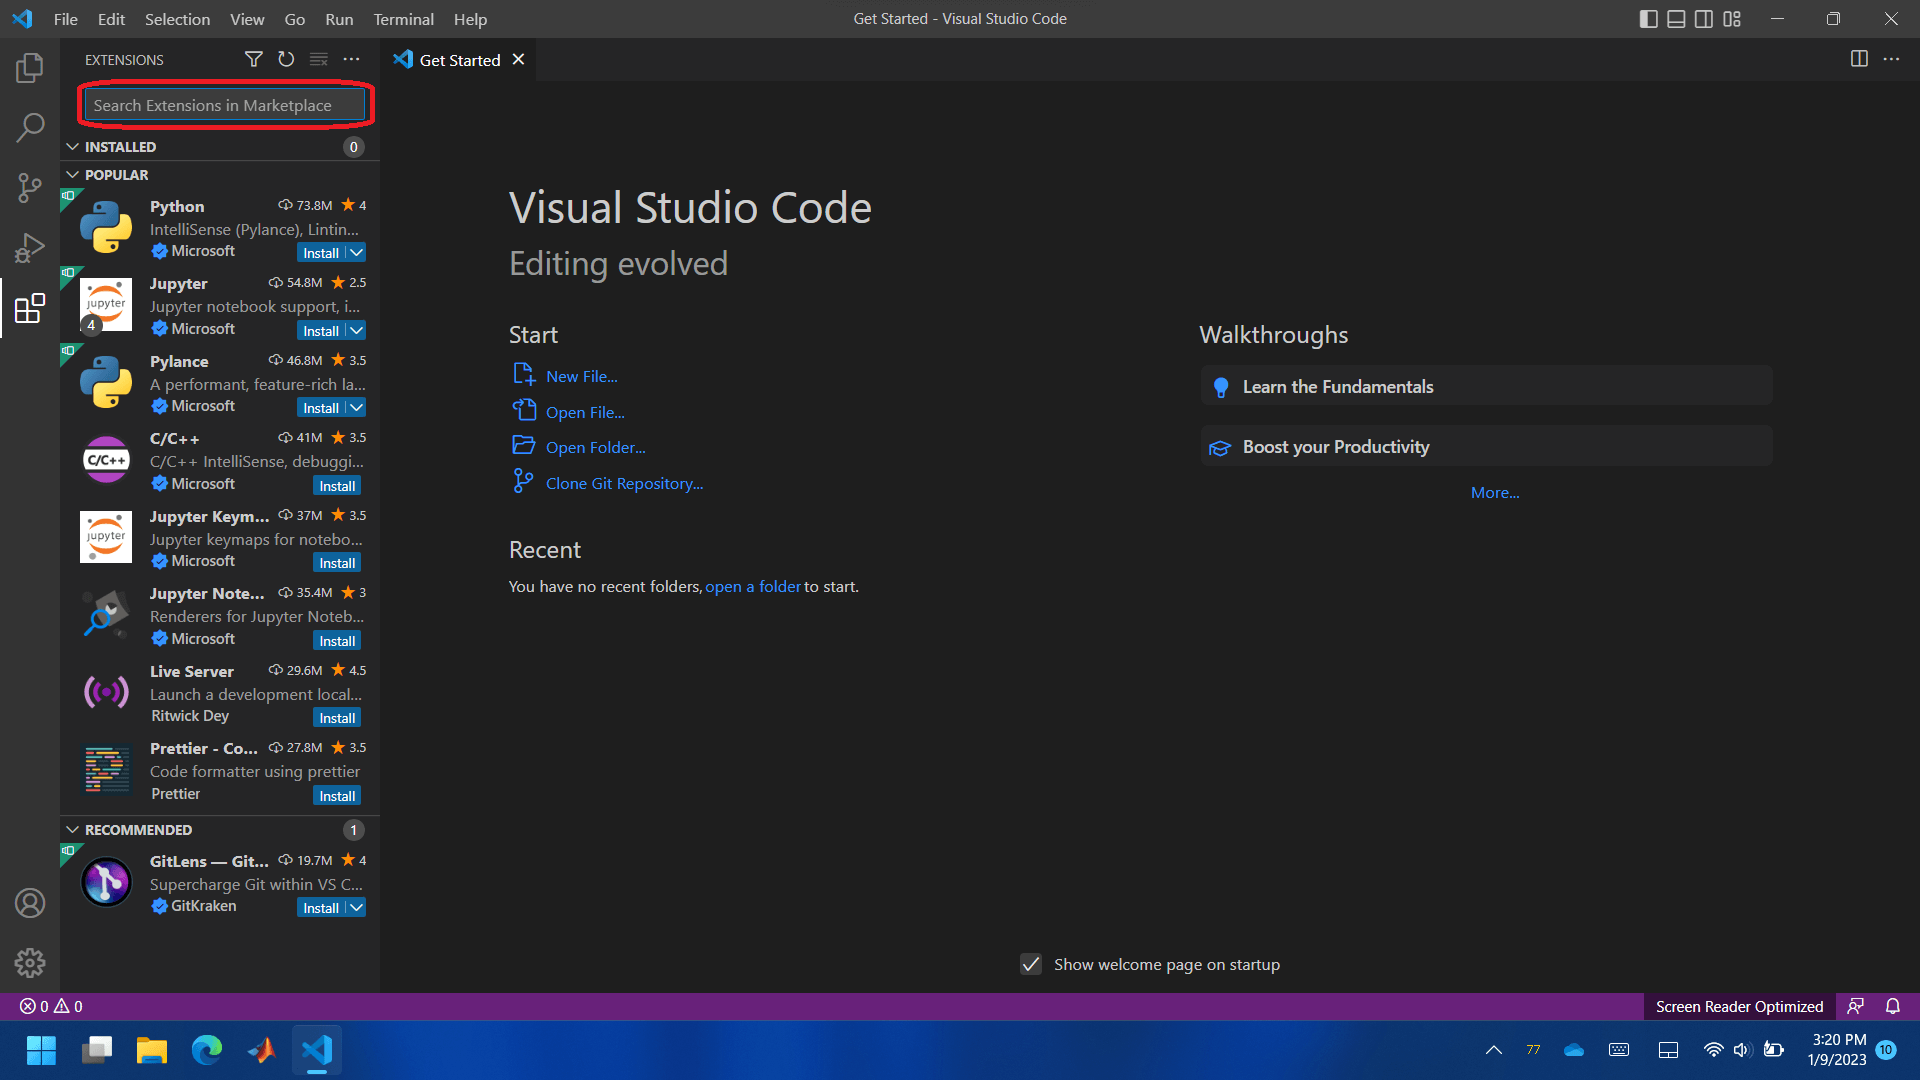 File Edit Selection View Go Run Terminal Help
Get Started - Visual Studio Code
EXTENSIONS
Get Started
Search Extensions in Marketplace
INSTALLED 0
POPULAR
Python 73.8M 4
IntelliSense (Pylance), Lintin...
Microsoft Install
Jupyter 54.8M 2.5
Jupyter notebook support, i...
Microsoft Install
jupyter
4
Pylance 46.8M 3.5
A performant, feature-rich la...
Microsoft Install
C/C++ 41M 3.5
C/C++ IntelliSense, debuggi...
Microsoft Install
C/C++
Jupyter Keym... 37M 3.5
Jupyter keymaps for notebo...
Microsoft Install
jupyter
Jupyter Note... 35.4M 3
Renderers for Jupyter Noteb...
Microsoft Install
Live Server 29.6M 4.5
Launch a development local...
Ritwick Dey Install
Prettier - Co... 27.8M 3.5
Code formatter using prettier
Prettier Install
RECOMMENDED 1
GitLens — Git... 19.7M 4
Supercharge Git within VS C...
GitKraken Install
Visual Studio Code
Editing evolved
Start
New File...
Open File...
Open Folder...
Clone Git Repository...
Recent
You have no recent folders, open a folder to start.
Walkthroughs
Learn the Fundamentals
Boost your Productivity
More...
Show welcome page on startup
0 0
Screen Reader Optimized
77
3:20 PM
1/9/2023
10